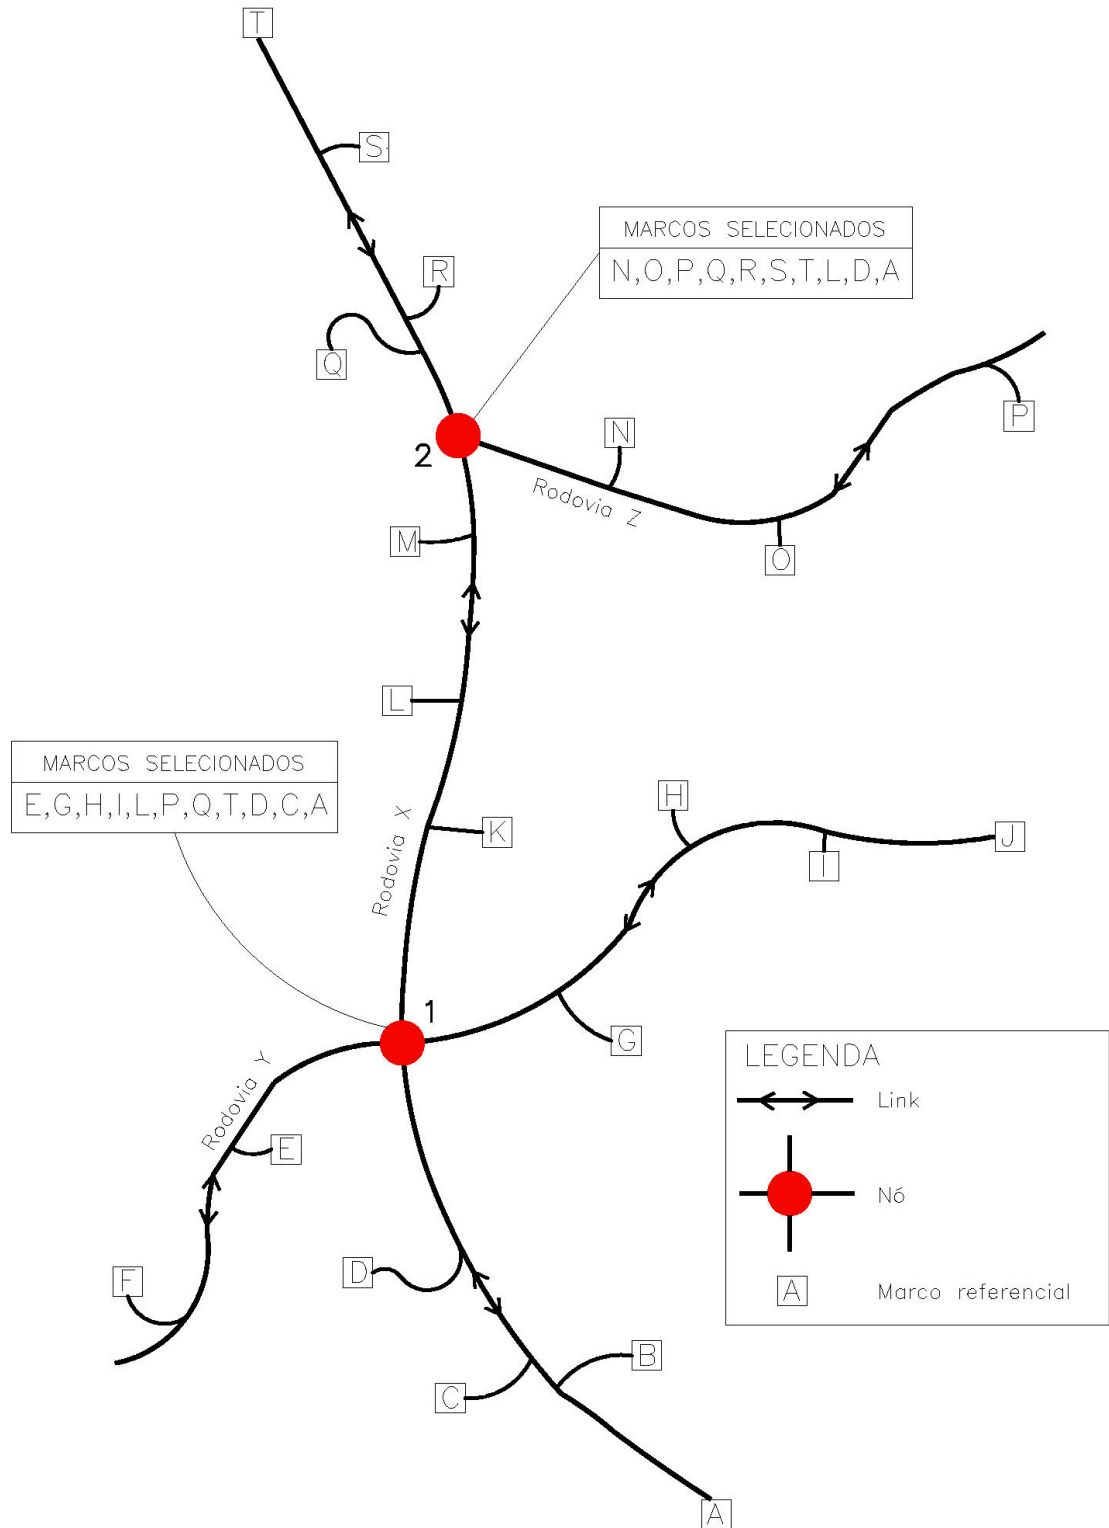 T
S
MARCOS SELECIONADOS
N,O,P,Q,R,S,T,L,D,A
R
Q
P
N
2
Rodovia Z
M
O
L
MARCOS SELECIONADOS
E,G,H,I,L,P,Q,T,D,C,A
H
Rodovia X
K
J
I
1
G
Rodovia Y
E
LEGENDA
Link
Nó
A
Marco referencial
D
F
B
C
A